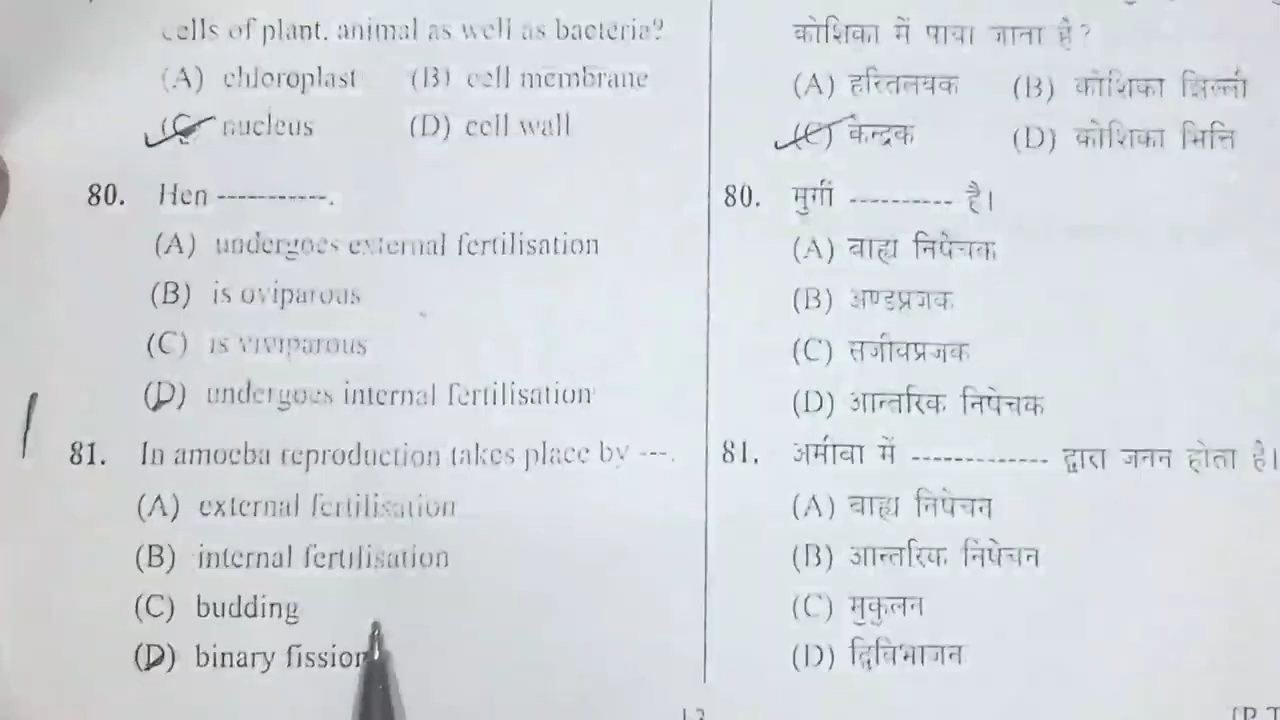 cells of plant, animal as well as bacteria?
(A) chloroplast (B) cell membrane
(C) nucleus (D) cell wall
80. Hen -----------.
(A) undergoes external fertilisation
(B) is oviparous
(C) is viviparous
(D) undergoes internal fertilisation
81. In amoeba reproduction takes place by ---.
(A) external fertilisation
(B) internal fertilisation
(C) budding
(D) binary fission
कोशिका में पाया जाता है?
(A) हरितलवक (B) कोशिका झिल्ली
(C) केन्द्रक (D) कोशिका भित्ति
80. मुर्गी ---------- है।
(A) वाह्य निषेचक
(B) अण्डप्रजक
(C) सजीवप्रजक
(D) आन्तरिक निषेचक
81. अमीबा में ------------- द्वारा जनन होता है।
(A) वाह्य निषेचन
(B) आन्तरिक निषेचन
(C) मुकुलन
(D) द्विविभाजन